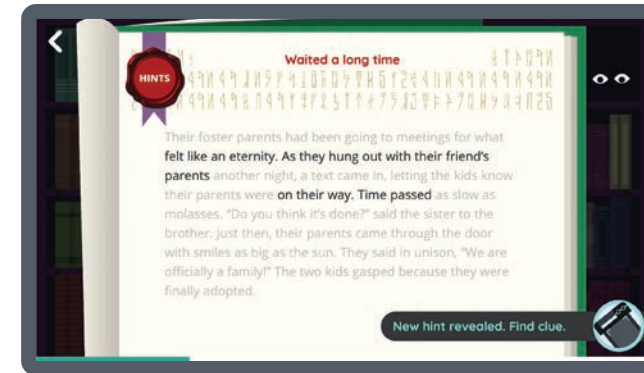 Waited a long time
HINTS
Their foster parents had been going to meetings for what
felt like an eternity. As they hung out with their friend's
parents another night, a text came in, letting the kids know
their parents were on their way. Time passed as slow as
molasses. "Do you think it's done?" said the sister to the
brother. Just then, their parents came through the door
with smiles as big as the sun. They said in unison, "We are
officially a family!" The two kids gasped because they were
finally adopted.
New hint revealed. Find clue.